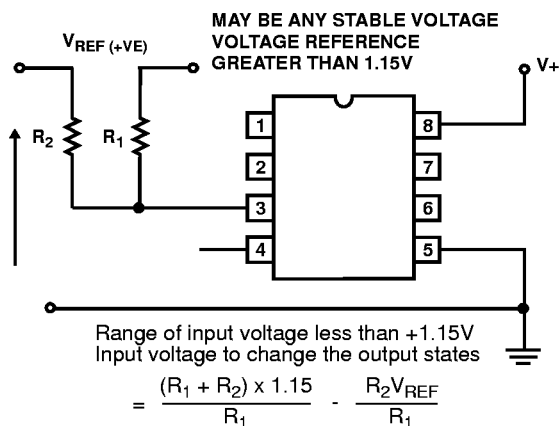 MAY BE ANY STABLE VOLTAGE
VOLTAGE REFERENCE
GREATER THAN 1.15V
VREF (+VE)
V+
R2
R1
1
2
3
4
8
7
6
5
Range of input voltage less than +1.15V
Input voltage to change the output states
= (R1 + R2) x 1.15 / R1 - R2VREF / R1